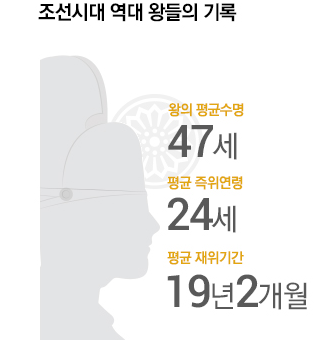 조선시대 역대 왕들의 기록
왕의 평균수명
47세
평균 즉위연령
24세
평균 재위기간
19년2개월